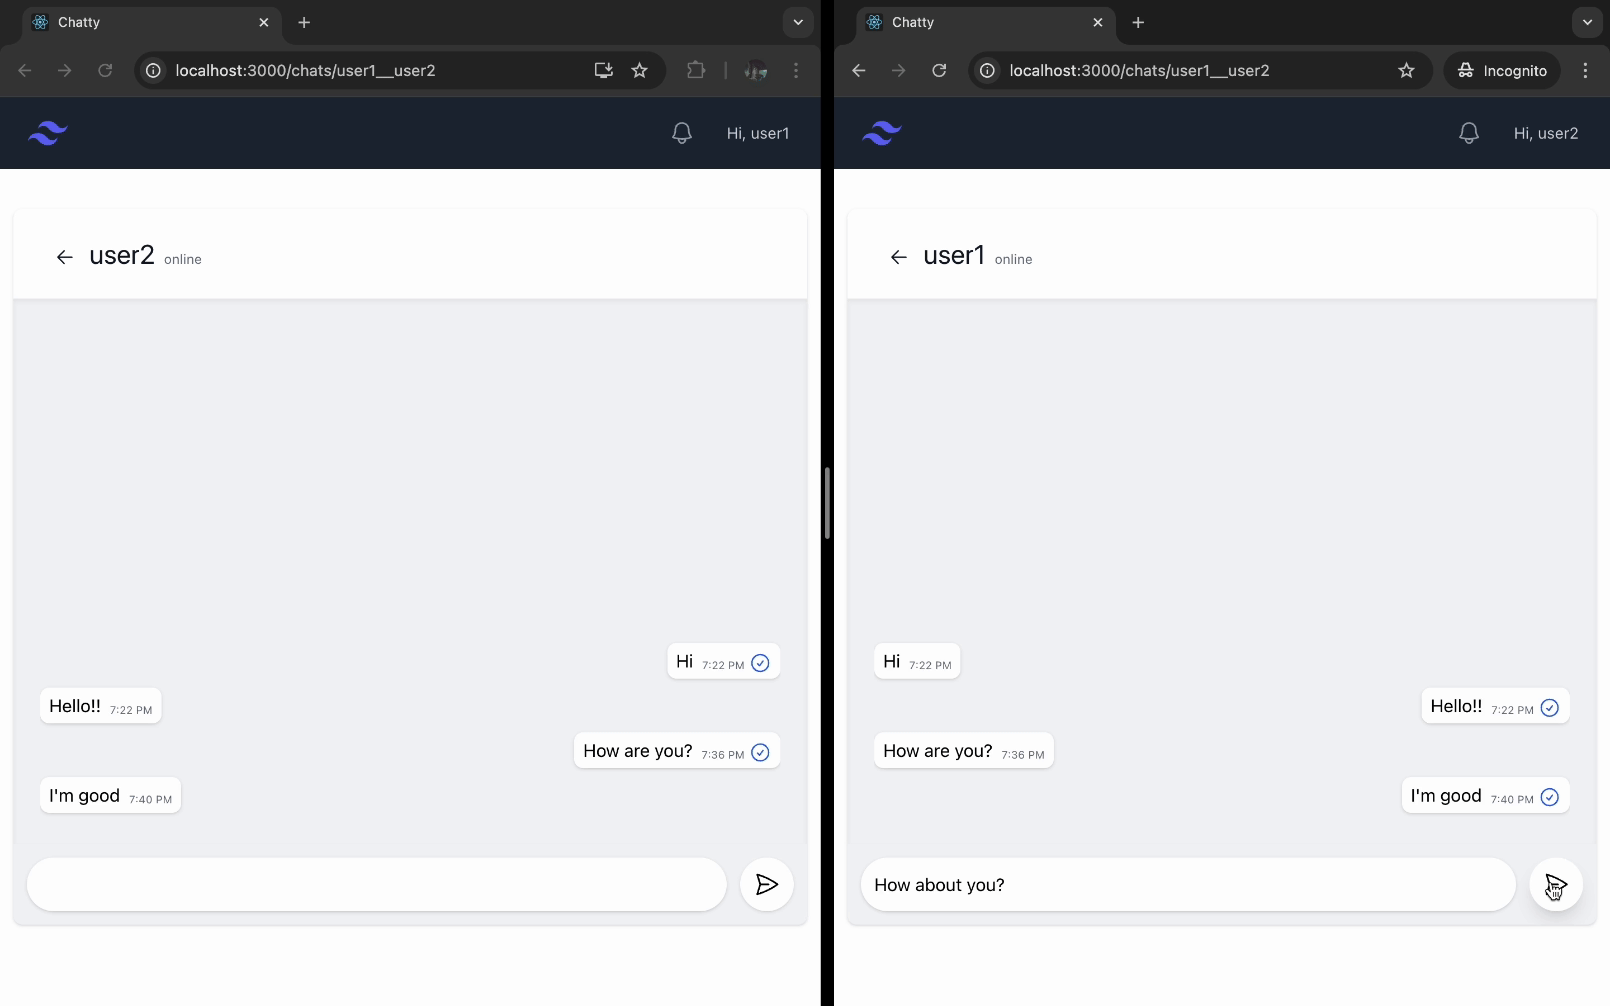 Chatty
localhost:3000/chats/user1__user2
Hi, user1
user2 online
Hi 7:22 PM
Hello!! 7:22 PM
How are you? 7:36 PM
I'm good 7:40 PM
Chatty
localhost:3000/chats/user1__user2
Incognito
Hi, user2
user1 online
Hi 7:22 PM
Hello!! 7:22 PM
How are you? 7:36 PM
I'm good 7:40 PM
How about you?